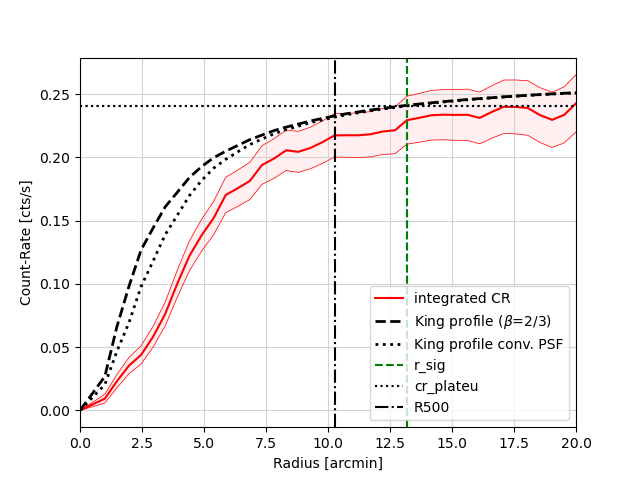 Count-Rate [cts/s]
0.25
0.20
0.15
0.10
0.05
0.00
integrated CR
King profile (β=2/3)
King profile conv. PSF
r_sig
cr_plateu
R500
0.0 2.5 5.0 7.5 10.0 12.5 15.0 17.5 20.0
Radius [arcmin]